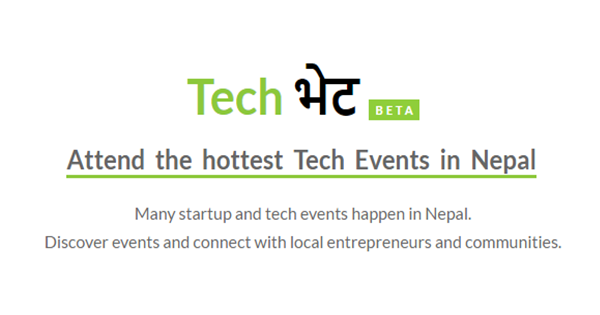 Tech भेट BETA
Attend the hottest Tech Events in Nepal
Many startup and tech events happen in Nepal.
Discover events and connect with local entrepreneurs and communities.